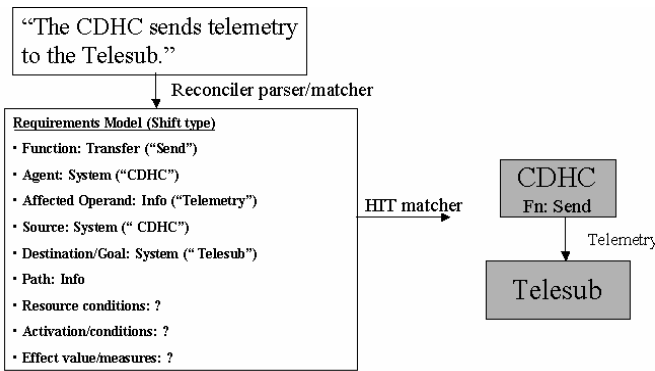 “The CDHC sends telemetry
to the Telesub.”
Reconciler parser/matcher
Requirements Model (Shift type)
· Function: Transfer (“Send”)
· Agent: System (“CDHC”)
· Affected Operand: Info (“Telemetry”)
· Source: System (“ CDHC”)
· Destination/Goal: System (“ Telesub”)
· Path: Info
· Resource conditions: ?
· Activation/conditions: ?
· Effect value/measures: ?
HIT matcher
CDHC
Fn: Send
Telemetry
Telesub